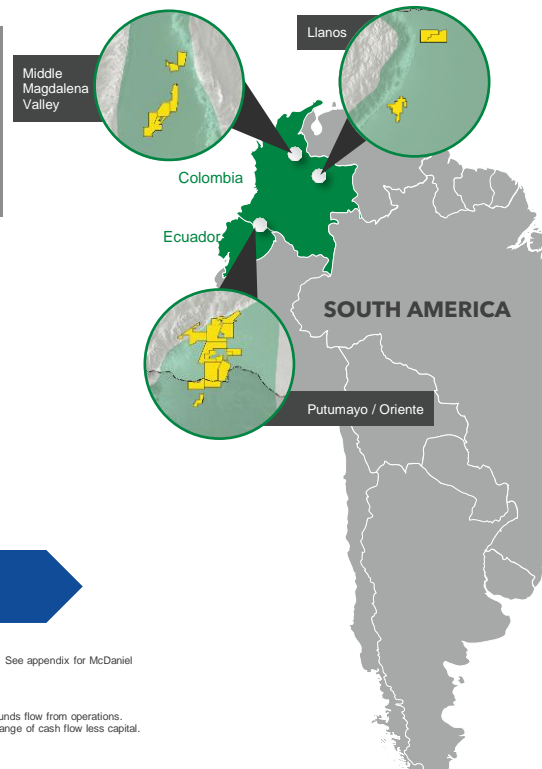 Llanos
Middle
Magdalena
Valley
Colombia
Ecuador
SOUTH AMERICA
Putumayo / Oriente
See appendix for McDaniel
unds flow from operations.
ange of cash flow less capital.